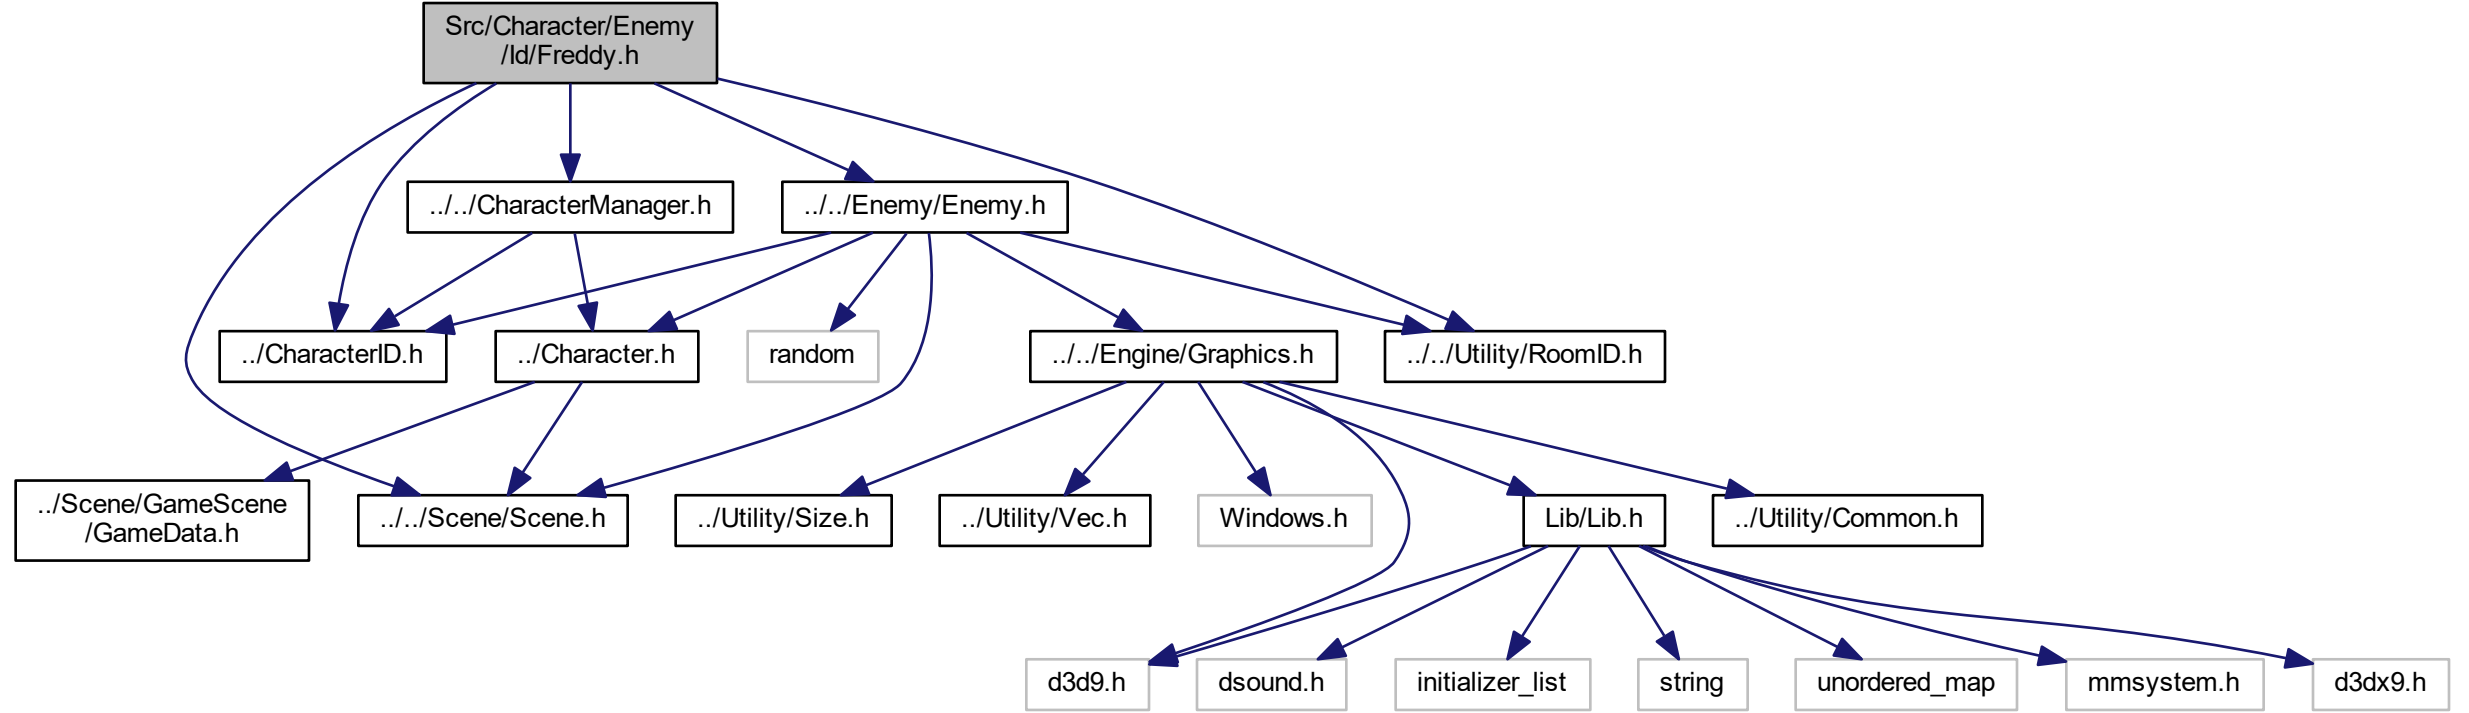 Src/Character/Enemy
/Id/Freddy.h
../../CharacterManager.h
../../Enemy/Enemy.h
../CharacterID.h
../Character.h
random
../../Engine/Graphics.h
../../Utility/RoomID.h
../Scene/GameScene
/GameData.h
../../Scene/Scene.h
../Utility/Size.h
../Utility/Vec.h
Windows.h
Lib/Lib.h
../Utility/Common.h
d3d9.h
dsound.h
initializer_list
string
unordered_map
mmsystem.h
d3dx9.h